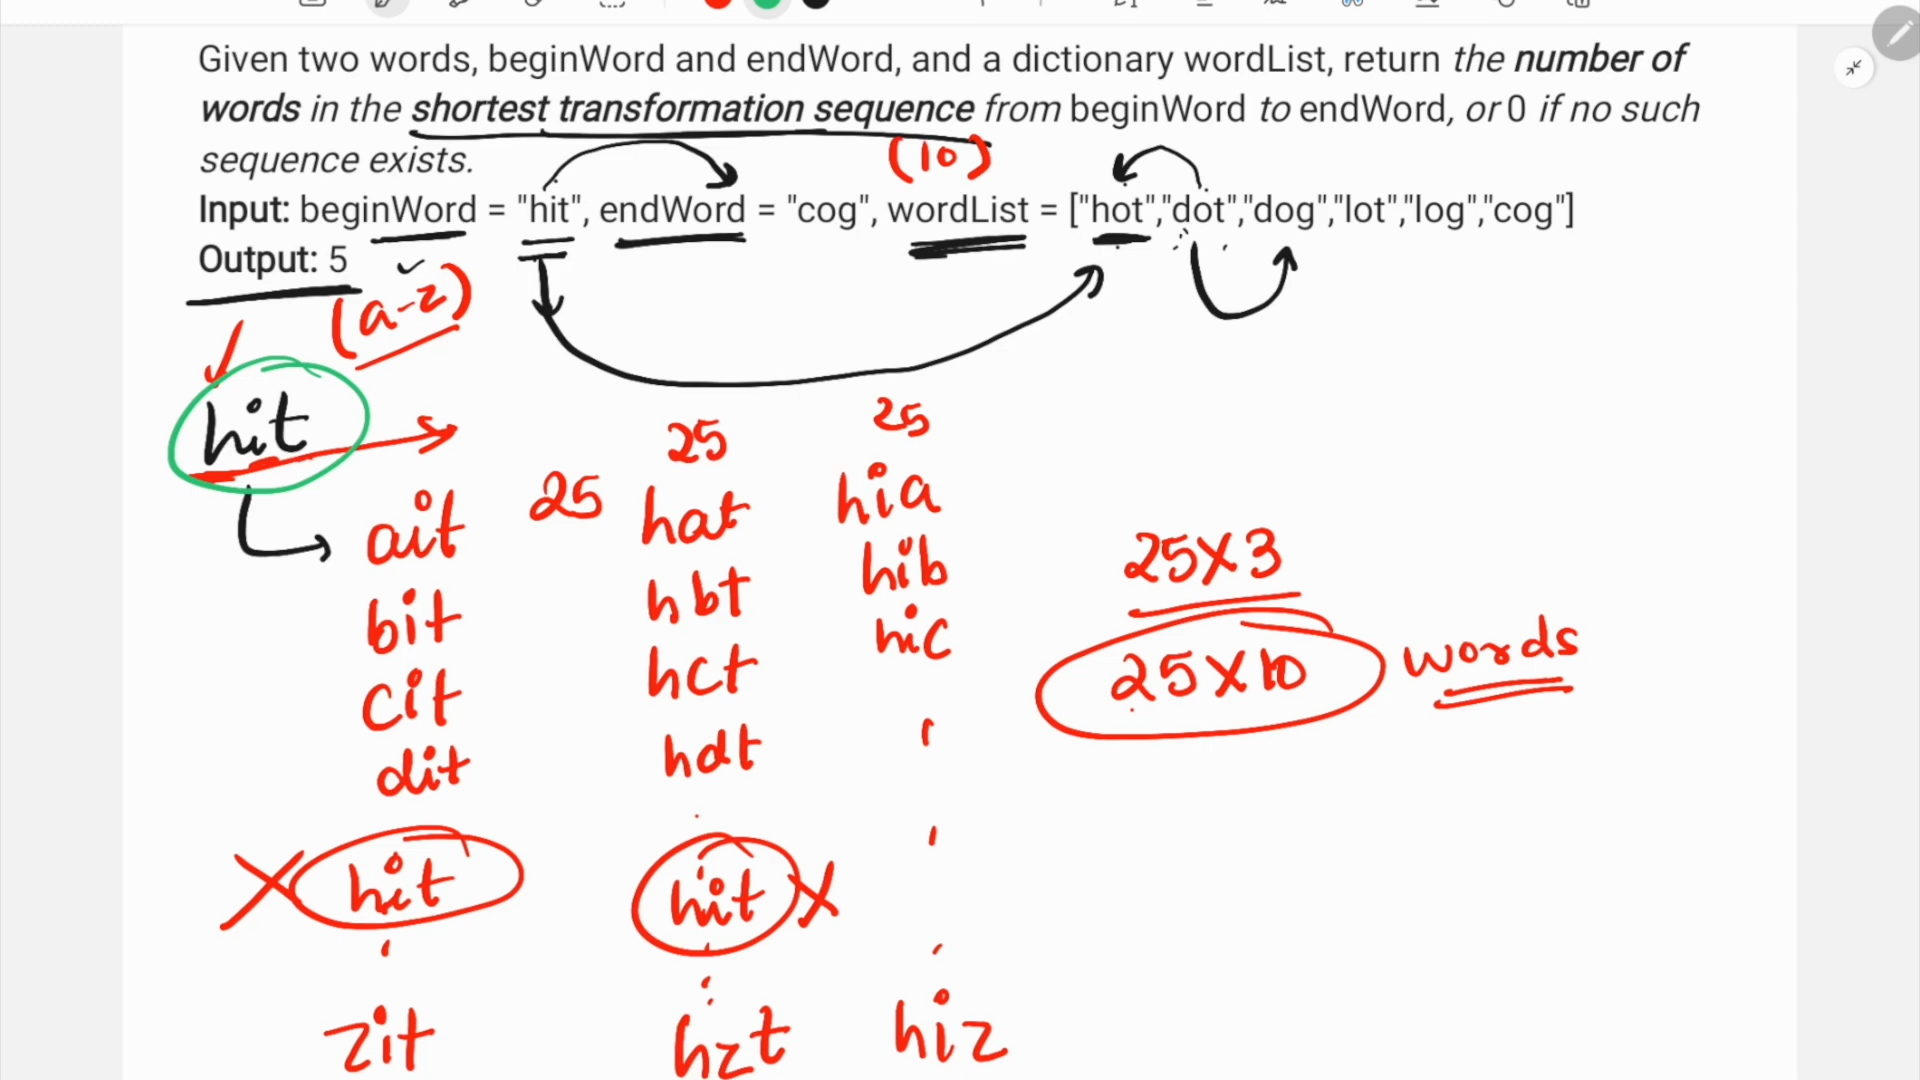 Given two words, beginWord and endWord, and a dictionary wordList, return the number of
words in the shortest transformation sequence from beginWord to endWord, or 0 if no such
sequence exists.
(10)
Input: beginWord = "hit", endWord = "cog", wordList = ["hot","dot","dog","lot","log","cog"]
Output: 5
(a-z)
hit
25 25 25
ait hat hia
bit hbt hib
cit hct hic
dit hdt
hit hit
zit hzt hiz
25X3
25X10 words